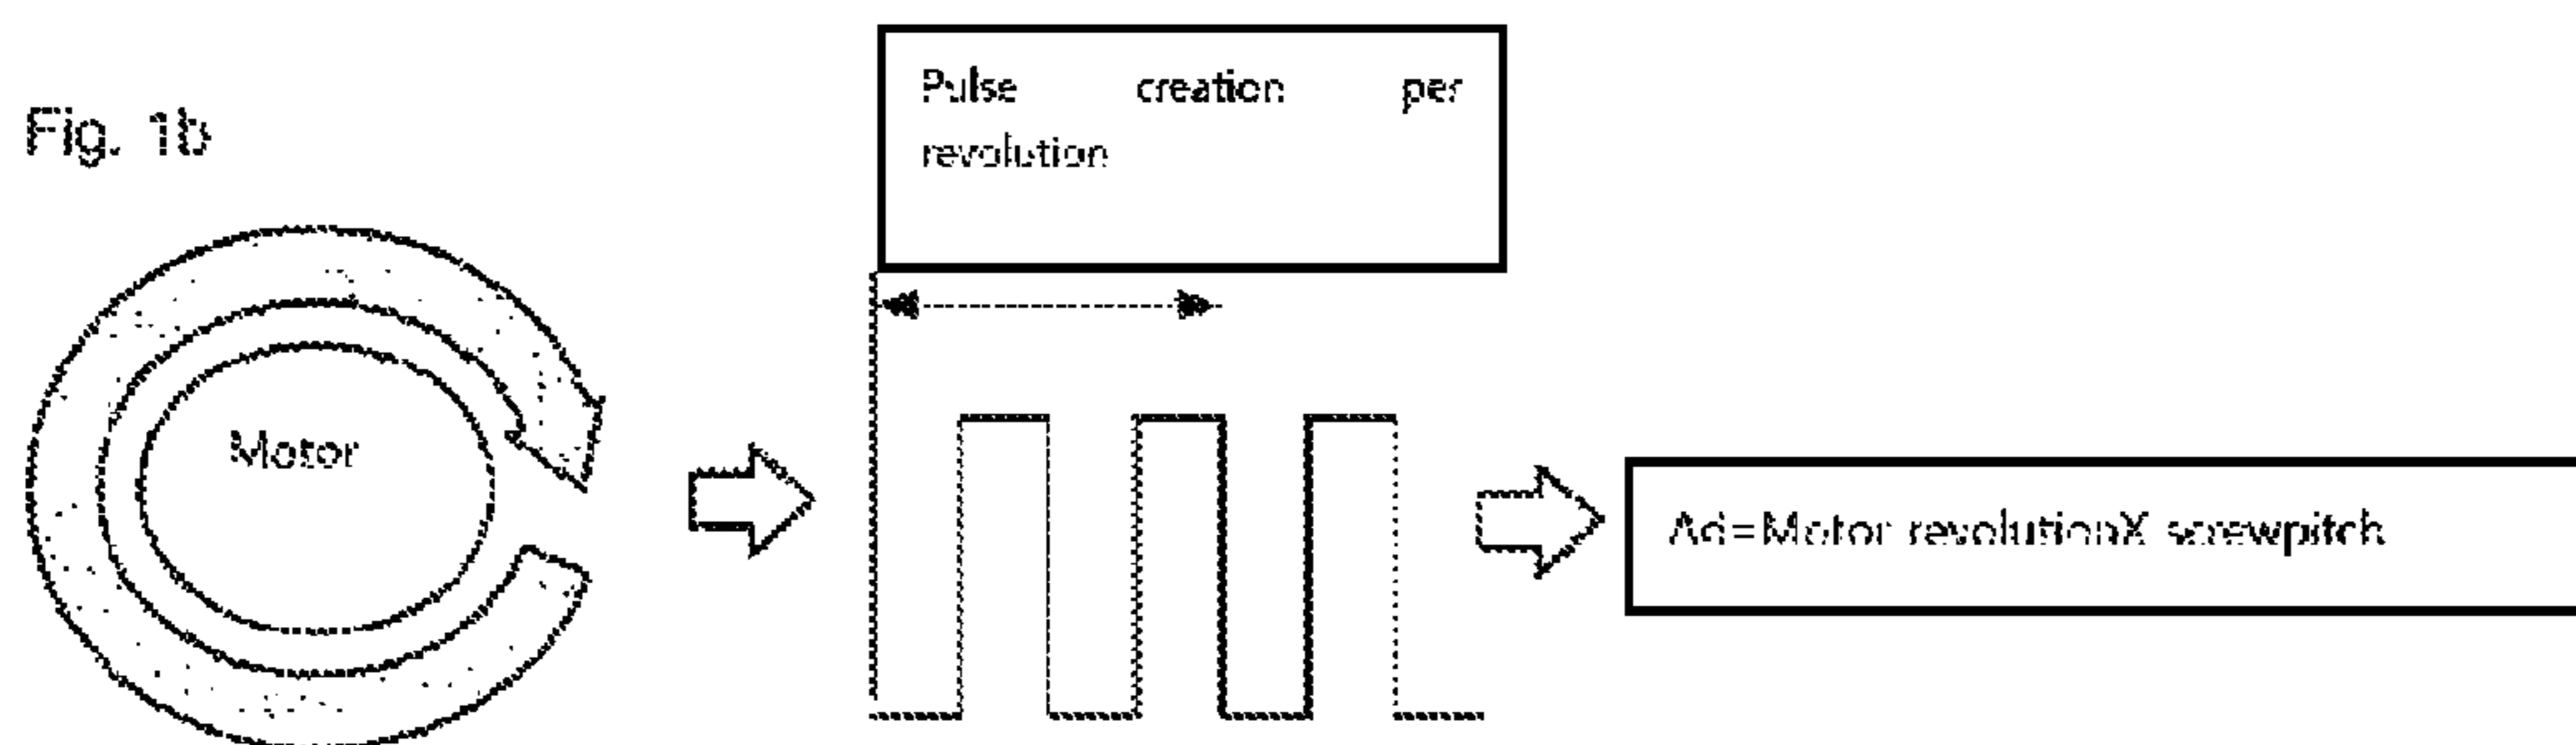 Fig. 1b
Pulse creation per
revolution
Motor
Ad=Motor revolutionX screwpitch